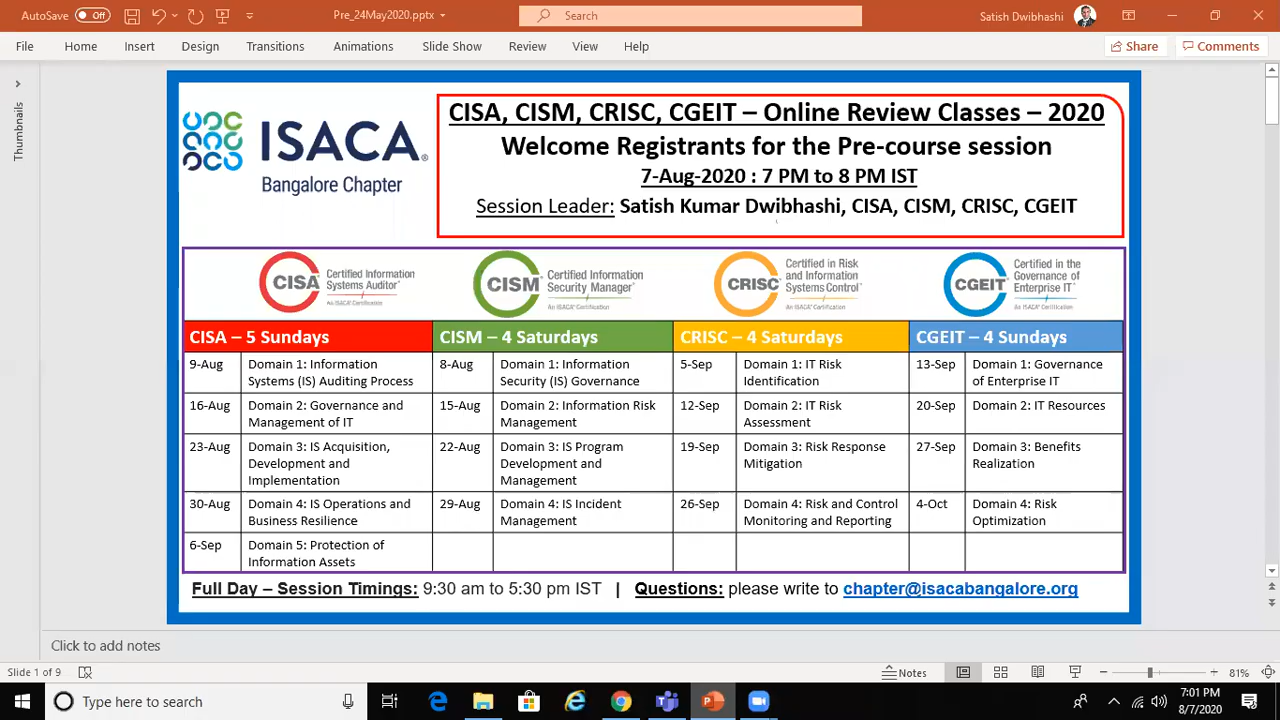 AutoSave Off Pre_24May2020.pptx Search Satish Dwibhashi
File Home Insert Design Transitions Animations Slide Show Review View Help Share Comments
Thumbnails
ISACA®
Bangalore Chapter
CISA, CISM, CRISC, CGEIT – Online Review Classes – 2020
Welcome Registrants for the Pre-course session
7-Aug-2020 : 7 PM to 8 PM IST
Session Leader: Satish Kumar Dwibhashi, CISA, CISM, CRISC, CGEIT
CISA® Certified Information
Systems Auditor®
An ISACA® Certification
CISM® Certified Information
Security Manager®
An ISACA® Certification
CRISC® Certified in Risk
and Information
Systems Control®
An ISACA® Certification
CGEIT® Certified in the
Governance of
Enterprise IT®
An ISACA® Certification
CISA – 5 Sundays CISM – 4 Saturdays CRISC – 4 Saturdays CGEIT – 4 Sundays
9-Aug Domain 1: Information 8-Aug Domain 1: Information 5-Sep Domain 1: IT Risk 13-Sep Domain 1: Governance
Systems (IS) Auditing Process Security (IS) Governance Identification of Enterprise IT
16-Aug Domain 2: Governance and 15-Aug Domain 2: Information Risk 12-Sep Domain 2: IT Risk 20-Sep Domain 2: IT Resources
Management of IT Management Assessment
23-Aug Domain 3: IS Acquisition, 22-Aug Domain 3: IS Program 19-Sep Domain 3: Risk Response 27-Sep Domain 3: Benefits
Development and Development and Mitigation Realization
Implementation Management
30-Aug Domain 4: IS Operations and 29-Aug Domain 4: IS Incident 26-Sep Domain 4: Risk and Control 4-Oct Domain 4: Risk
Business Resilience Management Monitoring and Reporting Optimization
6-Sep Domain 5: Protection of
Information Assets
Full Day – Session Timings: 9:30 am to 5:30 pm IST | Questions: please write to chapter@isacabangalore.org
Click to add notes
Slide 1 of 9 Notes 81%
Type here to search 7:01 PM
8/7/2020